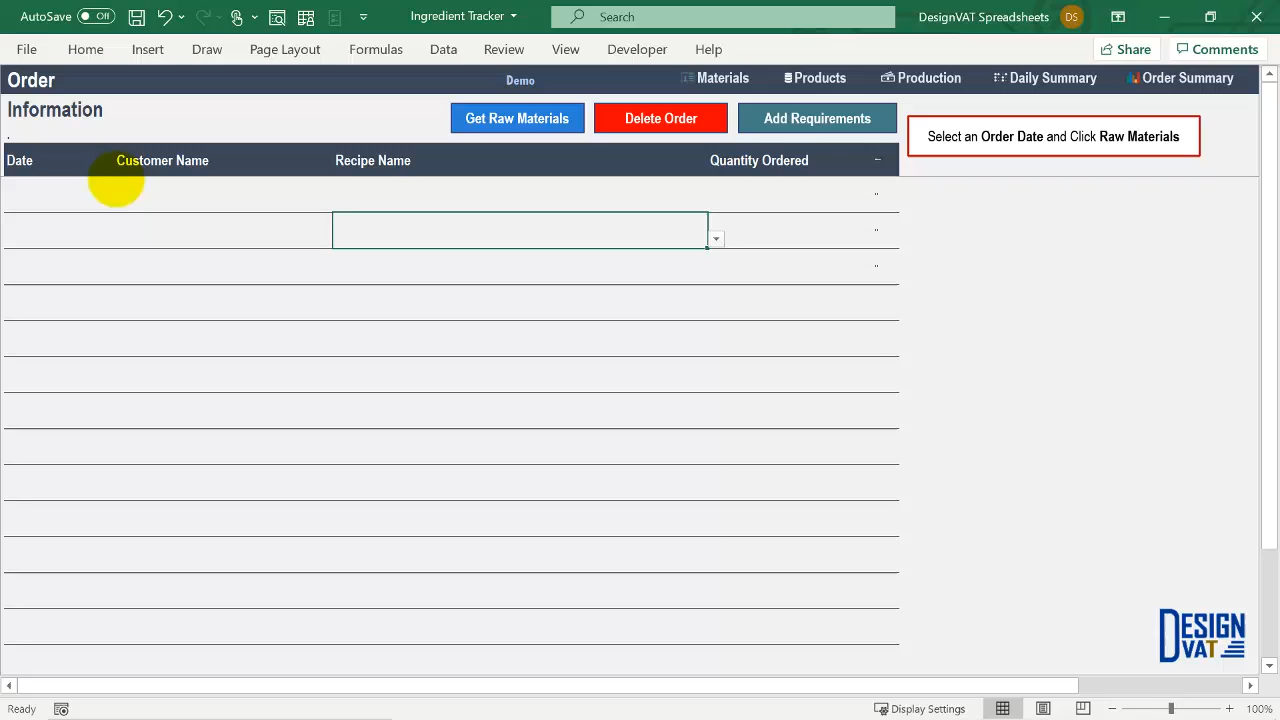 AutoSave Off Ingredient Tracker Search DesignVAT Spreadsheets DS
File Home Insert Draw Page Layout Formulas Data Review View Developer Help Share Comments
Order Demo Materials Products Production Daily Summary Order Summary
Information
Get Raw Materials Delete Order Add Requirements
Select an Order Date and Click Raw Materials
.
Date Customer Name Recipe Name Quantity Ordered
DESIGN
VAT
Ready Display Settings 100%